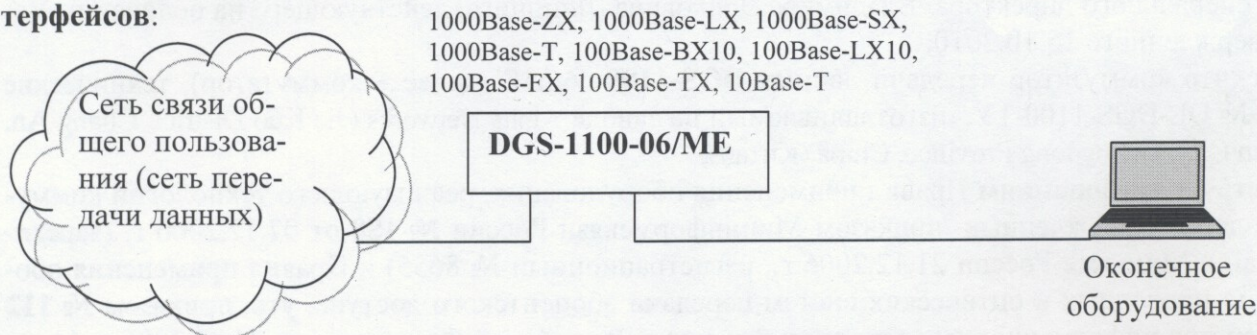 терфейсов:
1000Base-ZX, 1000Base-LX, 1000Base-SX,
1000Base-T, 100Base-BX10, 100Base-LX10,
100Base-FX, 100Base-TX, 10Base-T
Сеть связи об-
щего пользова-
ния (сеть пере-
дачи данных)
DGS-1100-06/ME
Оконечное
оборудование